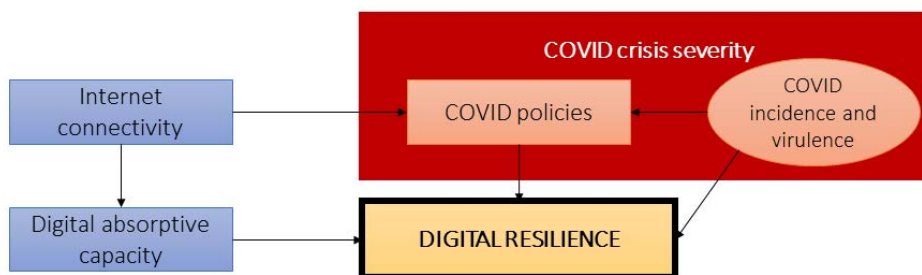 COVID crisis severity
Internet
connectivity
COVID policies
COVID
incidence and
virulence
Digital absorptive
capacity
DIGITAL RESILIENCE